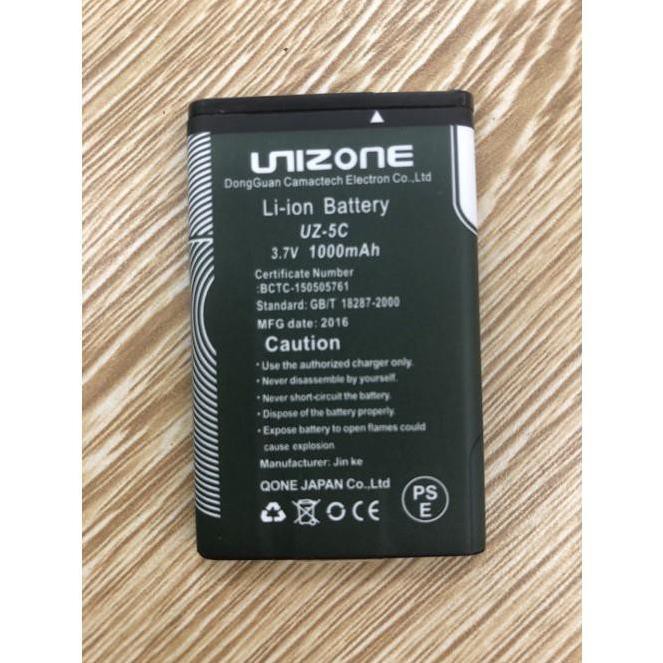 UNIZONE
DongGuan Camactech Electron Co.,Ltd
Li-ion Battery
UZ-5C
3.7V 1000mAh
Certificate Number
:BCTC-150505761
Standard: GB/T 18287-2000
MFG date: 2016
Caution
• Use the authorized charger only.
• Never disassemble by yourself.
• Never short-circuit the battery.
• Dispose of the battery properly.
• Expose battery to open flames could
cause explosion
Manufacturer: Jin ke
QONE JAPAN Co.,Ltd
CE
PS
E